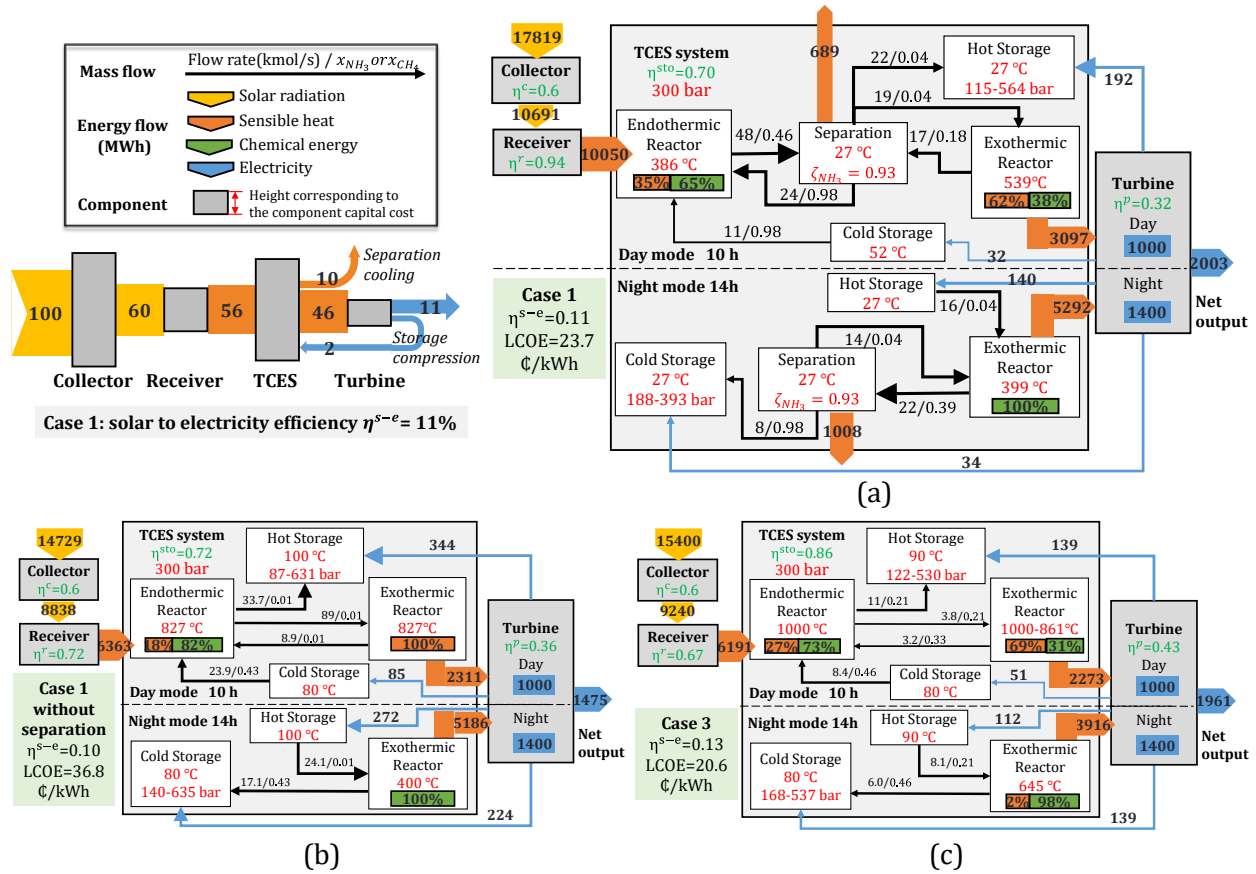 Mass flow
Flow rate(kmol/s) / x_{NH_3} or x_{CH_4}
Energy flow
(MWh)
Solar radiation
Sensible heat
Chemical energy
Electricity
Component
Height corresponding to
the component capital cost
100
60
56
46
10
11
2
Separation
cooling
Storage
compression
Collector
Receiver
TCES
Turbine
Case 1: solar to electricity efficiency η^{s−e}= 11%
17819
Collector
η^c=0.6
10691
Receiver
η^r=0.94
10050
TCES system
η^{sto}=0.70
300 bar
689
22/0.04
Hot Storage
27 °C
115-564 bar
192
19/0.04
Endothermic
Reactor
386 °C
35%
65%
48/0.46
Separation
27 °C
ζ_{NH_3} = 0.93
17/0.18
Exothermic
Reactor
539°C
62%
38%
24/0.98
11/0.98
Cold Storage
52 °C
32
3097
Day mode 10 h
Turbine
η^p=0.32
Day
1000
2003
Night
1400
Net
output
Night mode 14h
Case 1
η^{s−e}=0.11
LCOE=23.7
₵/kWh
Hot Storage
27 °C
140
16/0.04
5292
14/0.04
Cold Storage
27 °C
188-393 bar
Separation
27 °C
ζ_{NH_3} = 0.93
22/0.39
Exothermic
Reactor
399 °C
100%
8/0.98
1008
34
(a)
14729
Collector
η^c=0.6
8838
Receiver
η^r=0.72
6363
TCES system
η^{sto}=0.72
300 bar
Hot Storage
100 °C
87-631 bar
344
Endothermic
Reactor
827 °C
18%
82%
33.7/0.01
89/0.01
8.9/0.01
Exothermic
Reactor
827°C
100%
23.9/0.43
Cold Storage
80°C
85
2311
Day mode 10 h
Turbine
η^p=0.36
Day
1000
1475
Night
1400
Net
output
Case 1
without
separation
η^{s−e}=0.10
LCOE=36.8
₵/kWh
Night mode 14h
Hot Storage
100°C
272
5186
24.1/0.01
Cold Storage
80 °C
140-635 bar
17.1/0.43
Exothermic
Reactor
400 °C
100%
224
(b)
15400
Collector
η^c=0.6
9240
Receiver
η^r=0.67
6191
TCES system
η^{sto}=0.86
300 bar
Hot Storage
90 °C
122-530 bar
139
Endothermic
Reactor
1000 °C
27%
73%
11/0.21
3.8/0.21
3.2/0.33
Exothermic
Reactor
1000-861°C
69%
31%
8.4/0.46
Cold Storage
80°C
51
2273
Day mode 10 h
Turbine
η^p=0.43
Day
1000
1961
Night
1400
Net
output
Case 3
η^{s−e}=0.13
LCOE=20.6
₵/kWh
Night mode 14h
Hot Storage
90 °C
112
3916
8.1/0.21
Cold Storage
80 °C
168-537 bar
6.0/0.46
Exothermic
Reactor
645 °C
2%
98%
139
(c)